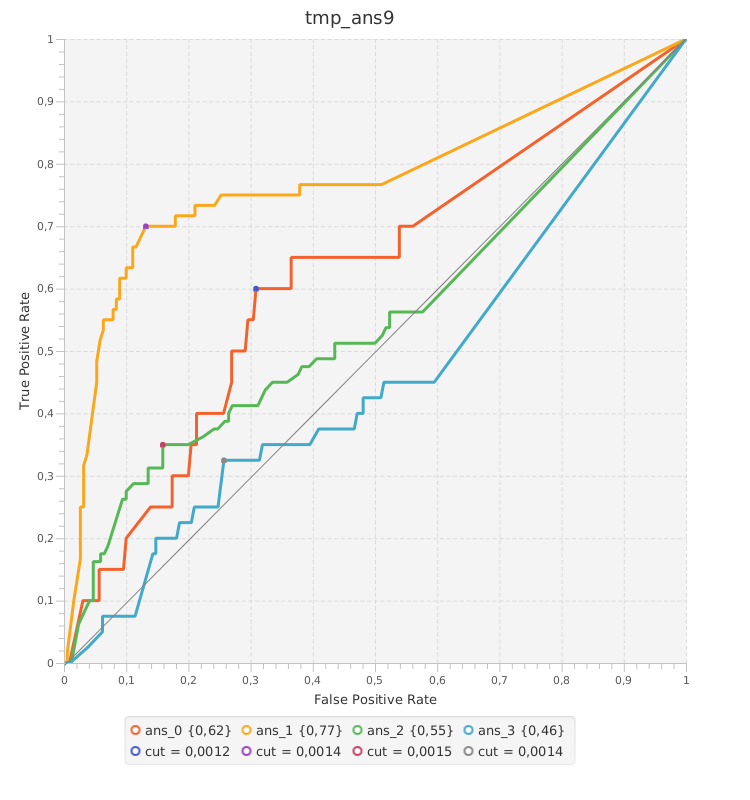 tmp_ans9
1
0,9
0,8
0,7
0,6
0,5
0,4
0,3
0,2
0,1
0
True Positive Rate
0 0,1 0,2 0,3 0,4 0,5 0,6 0,7 0,8 0,9 1
False Positive Rate
ans_0 {0,62} ans_1 {0,77} ans_2 {0,55} ans_3 {0,46}
cut = 0,0012 cut = 0,0014 cut = 0,0015 cut = 0,0014